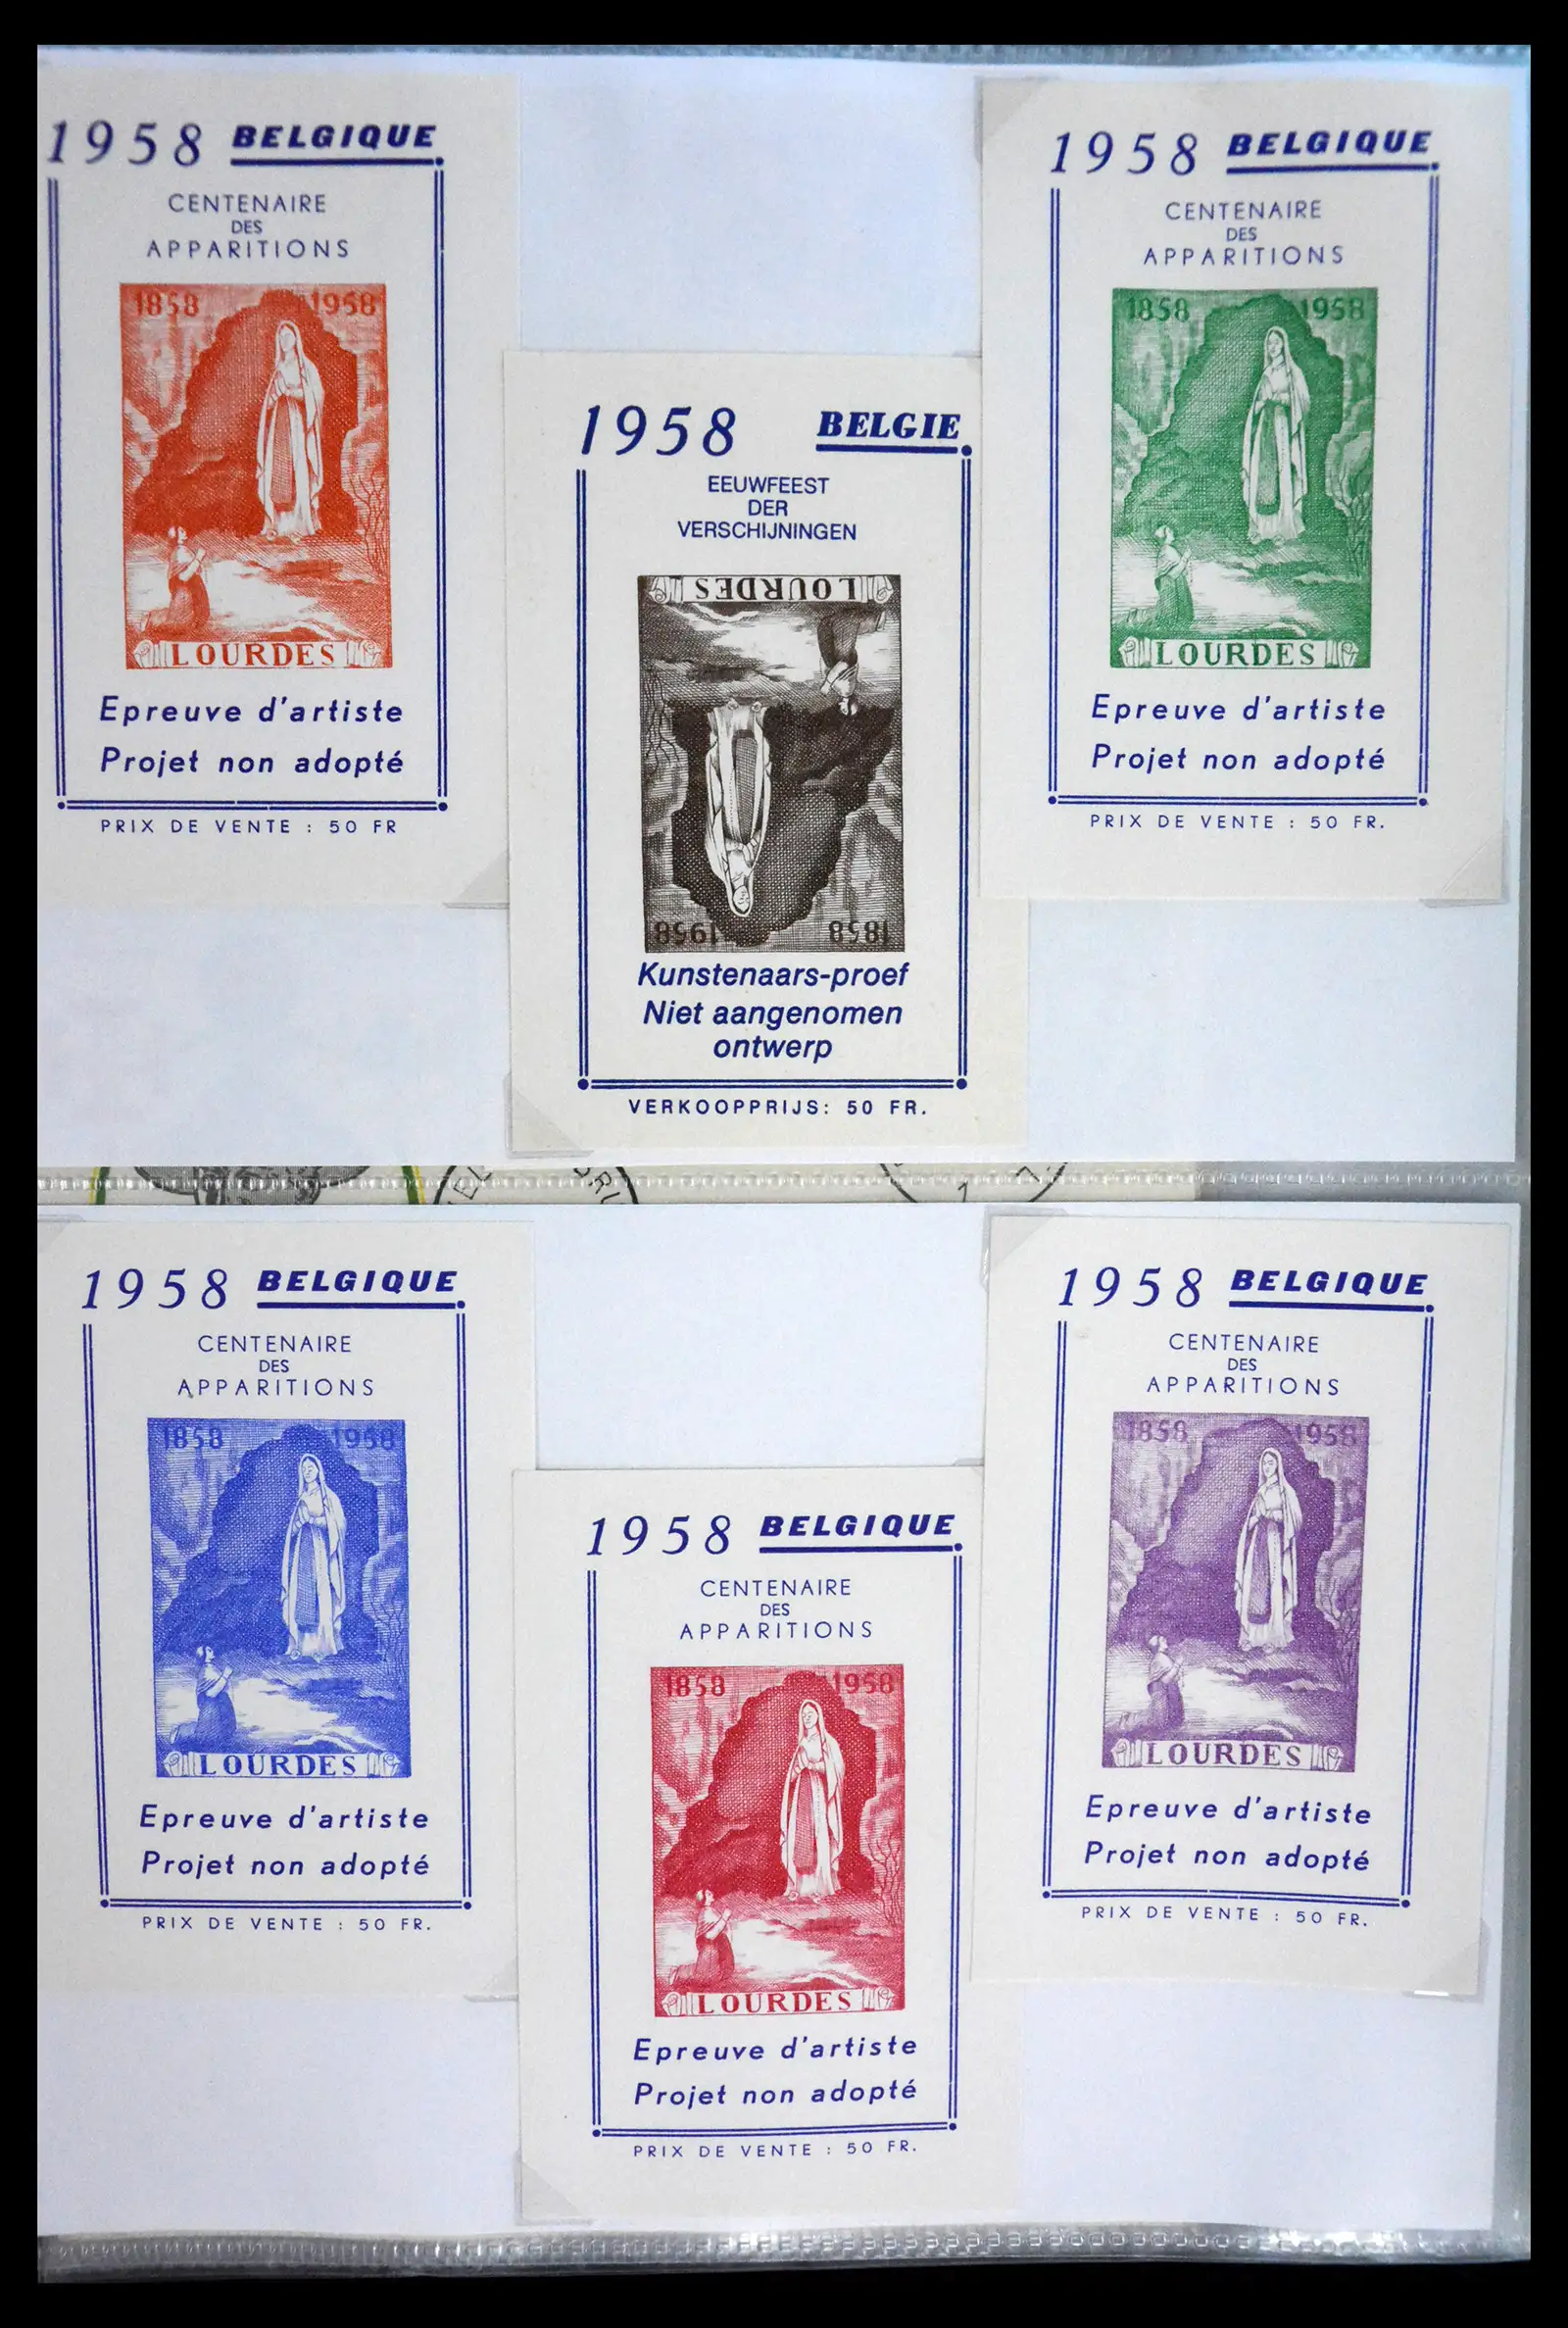 1958 BELGIQUE
CENTENAIRE
DES
APPARITIONS
1858 1958
LOURDES
Epreuve d'artiste
Projet non adopté
PRIX DE VENTE : 50 FR
1958 BELGIE
EEUWFEEST
DER
VERSCHIJNINGEN
LOURDES
1858 1958
Kunstenaars-proef
Niet aangenomen
ontwerp
VERKOOPPRIJS: 50 FR.
1958 BELGIQUE
CENTENAIRE
DES
APPARITIONS
1858 1958
LOURDES
Epreuve d'artiste
Projet non adopté
PRIX DE VENTE : 50 FR.
1958 BELGIQUE
CENTENAIRE
DES
APPARITIONS
1858 1958
LOURDES
Epreuve d'artiste
Projet non adopté
PRIX DE VENTE : 50 FR.
1958 BELGIQUE
CENTENAIRE
DES
APPARITIONS
1858 1958
LOURDES
Epreuve d'artiste
Projet non adopté
PRIX DE VENTE : 50 FR.
1958 BELGIQUE
CENTENAIRE
DES
APPARITIONS
1858 1958
LOURDES
Epreuve d'artiste
Projet non adopté
PRIX DE VENTE : 50 FR.